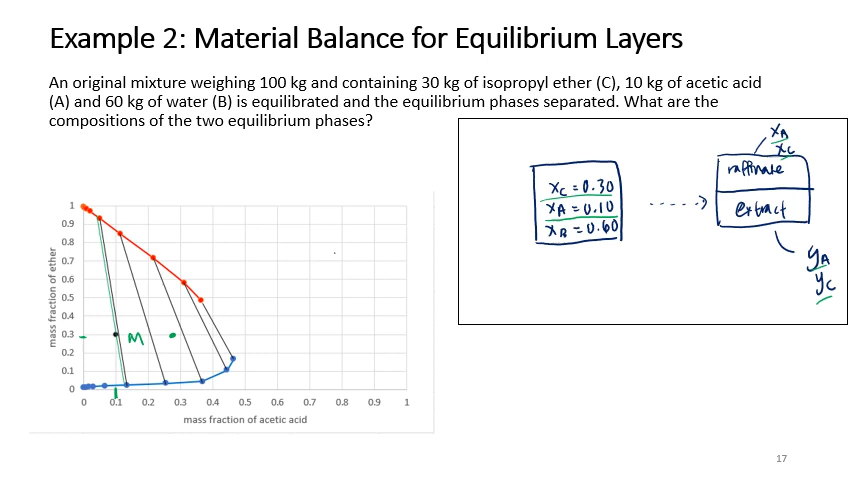 Example 2: Material Balance for Equilibrium Layers
An original mixture weighing 100 kg and containing 30 kg of isopropyl ether (C), 10 kg of acetic acid
(A) and 60 kg of water (B) is equilibrated and the equilibrium phases separated. What are the
compositions of the two equilibrium phases?
xA
xC
raffinate
extract
yA
yC
xC = 0.30
xA = 0.10
xB = 0.60
mass fraction of ether
1
0.9
0.8
0.7
0.6
0.5
0.4
0.3
0.2
0.1
0
M
0 0.1 0.2 0.3 0.4 0.5 0.6 0.7 0.8 0.9 1
mass fraction of acetic acid
17